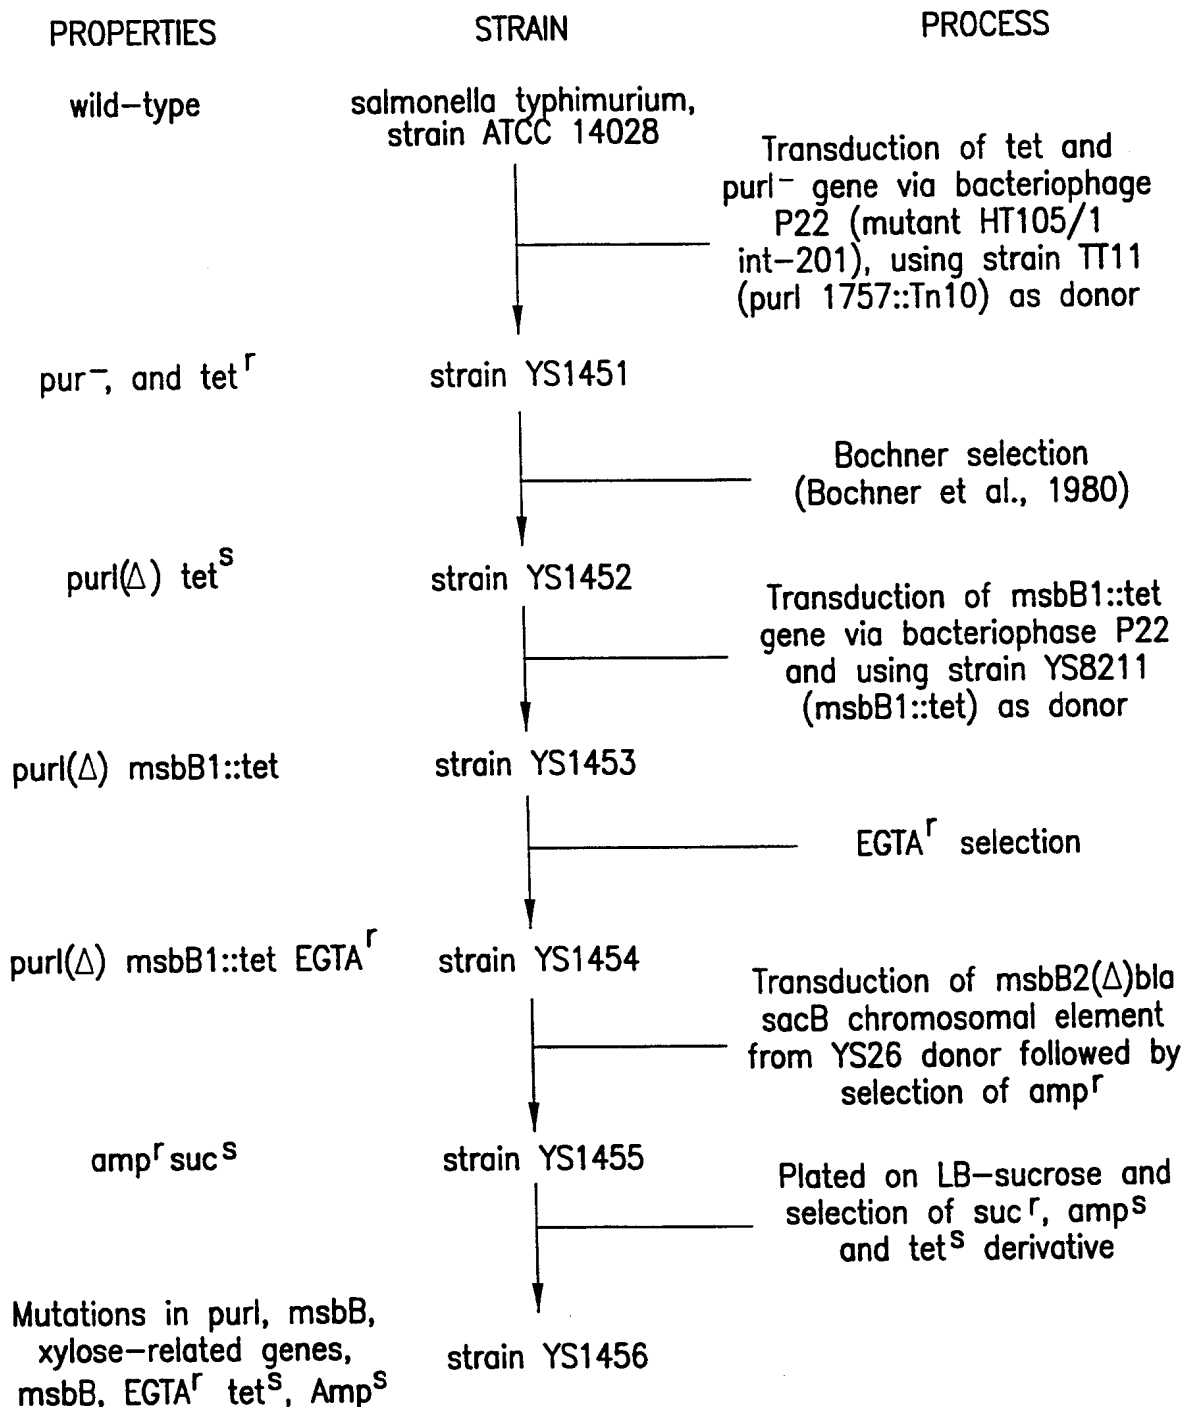 PROPERTIES STRAIN PROCESS
wild-type
salmonella typhimurium,
strain ATCC 14028
Transduction of tet and
purI⁻ gene via bacteriophage
P22 (mutant HT105/1
int-201), using strain TT11
(purI 1757::Tn10) as donor
pur⁻, and tetʳ
strain YS1451
Bochner selection
(Bochner et al., 1980)
purI(Δ) tetˢ
strain YS1452
Transduction of msbB1::tet
gene via bacteriophase P22
and using strain YS8211
(msbB1::tet) as donor
purI(Δ) msbB1::tet
strain YS1453
EGTAʳ selection
purI(Δ) msbB1::tet EGTAʳ
strain YS1454
Transduction of msbB2(Δ)bla
sacB chromosomal element
from YS26 donor followed by
selection of ampʳ
ampʳ sucˢ
strain YS1455
Plated on LB-sucrose and
selection of sucʳ, ampˢ
and tetˢ derivative
Mutations in purI, msbB,
xylose-related genes,
msbB, EGTAʳ tetˢ, Ampˢ
strain YS1456